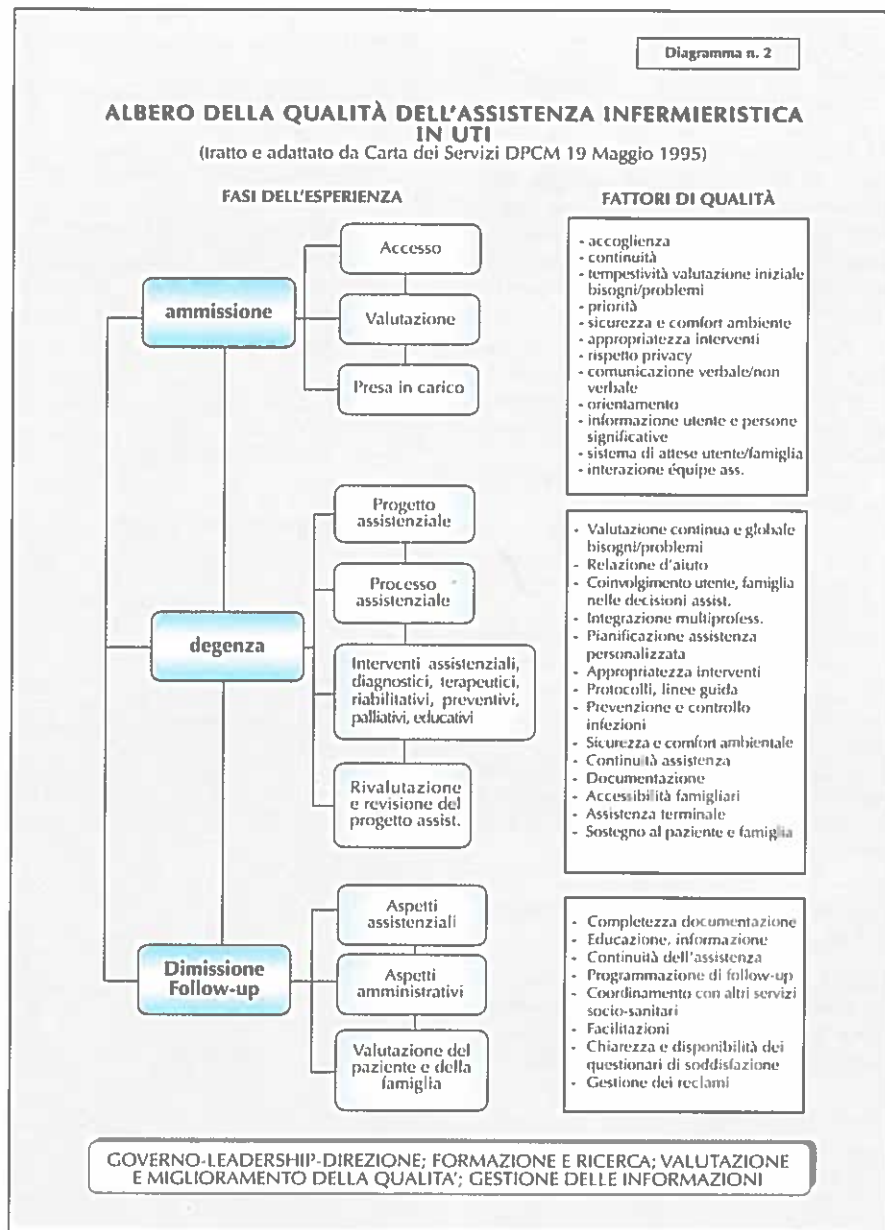 Diagramma n. 2
ALBERO DELLA QUALITÀ DELL'ASSISTENZA INFERMIERISTICA
IN UTI
(Tratto e adattato da Carta dei Servizi DPCM 19 Maggio 1995)
FASI DELL'ESPERIENZA
ammissione
Accesso
Valutazione
Presa in carico
degenza
Progetto
assistenziale
Processo
assistenziale
Interventi assistenziali,
diagnostici, terapeutici,
riabilitativi, preventivi,
palliativi, educativi
Rivalutazione
e revisione del
progetto assist.
Dimissione
Follow-up
Aspetti
assistenziali
Aspetti
amministrativi
Valutazione del
paziente e della
famiglia
FATTORI DI QUALITÀ
- accoglienza
- continuità
- tempestività valutazione iniziale
bisogni/problemi
- priorità
- sicurezza e comfort ambiente
- appropriatezza interventi
- rispetto privacy
- comunicazione verbale/non
verbale
- orientamento
- informazione utente e persone
significative
- sistema di attese utente/famiglia
- interazione équipe ass.
- Valutazione continua e globale
bisogni/problemi
- Relazione d'aiuto
- Coinvolgimento utente, famiglia
nelle decisioni assist.
- Integrazione multiprofess.
- Pianificazione assistenza
personalizzata
- Appropriatezza interventi
- Protocolli, linee guida
- Prevenzione e controllo
infezioni
- Sicurezza e comfort ambientale
- Continuità assistenza
- Documentazione
- Accessibilità famigliari
- Assistenza terminale
- Sostegno al paziente e famiglia
- Completezza documentazione
- Educazione, informazione
- Continuità dell'assistenza
- Programmazione di follow-up
- Coordinamento con altri servizi
socio-sanitari
- Facilitazioni
- Chiarezza e disponibilità dei
questionari di soddisfazione
- Gestione dei reclami
GOVERNO-LEADERSHIP-DIREZIONE; FORMAZIONE E RICERCA; VALUTAZIONE
E MIGLIORAMENTO DELLA QUALITA'; GESTIONE DELLE INFORMAZIONI